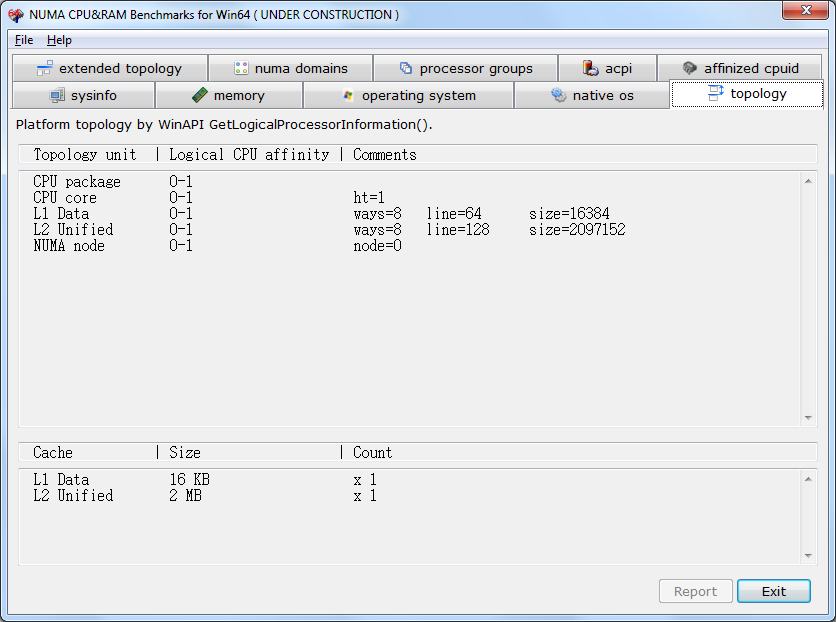 NUMA CPU&RAM Benchmarks for Win64 ( UNDER CONSTRUCTION )
File Help
extended topology numa domains processor groups acpi affinized cpuid
sysinfo memory operating system native os topology
Platform topology by WinAPI GetLogicalProcessorInformation().
Topology unit | Logical CPU affinity | Comments
CPU package 0-1
CPU core 0-1 ht=1
L1 Data 0-1 ways=8 line=64 size=16384
L2 Unified 0-1 ways=8 line=128 size=2097152
NUMA node 0-1 node=0
Cache | Size | Count
L1 Data 16 KB x 1
L2 Unified 2 MB x 1
Report Exit